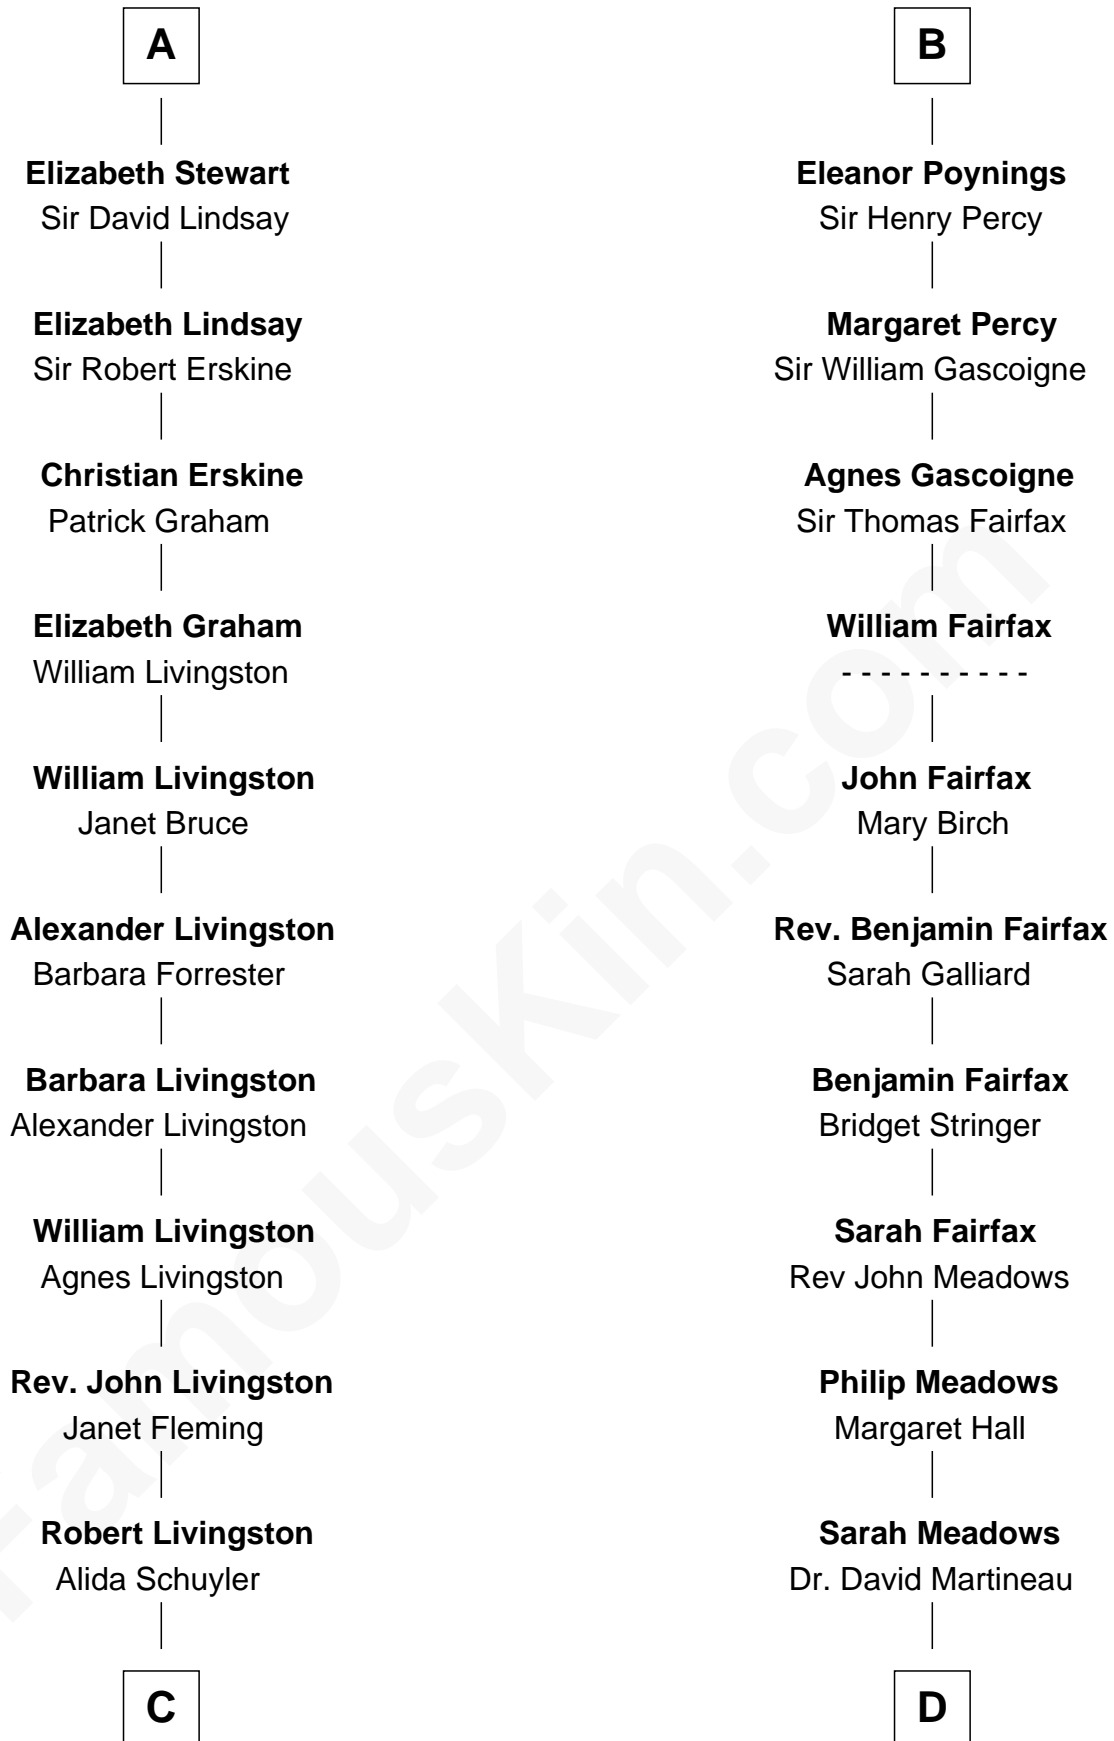 A
Elizabeth Stewart
Sir David Lindsay
Elizabeth Lindsay
Sir Robert Erskine
Christian Erskine
Patrick Graham
Elizabeth Graham
William Livingston
William Livingston
Janet Bruce
Alexander Livingston
Barbara Forrester
Barbara Livingston
Alexander Livingston
William Livingston
Agnes Livingston
Rev. John Livingston
Janet Fleming
Robert Livingston
Alida Schuyler
C
B
Eleanor Poynings
Sir Henry Percy
Margaret Percy
Sir William Gascoigne
Agnes Gascoigne
Sir Thomas Fairfax
William Fairfax
- - - - - - - - - -
John Fairfax
Mary Birch
Rev. Benjamin Fairfax
Sarah Galliard
Benjamin Fairfax
Bridget Stringer
Sarah Fairfax
Rev John Meadows
Philip Meadows
Margaret Hall
Sarah Meadows
Dr. David Martineau
D
FamousKin.com